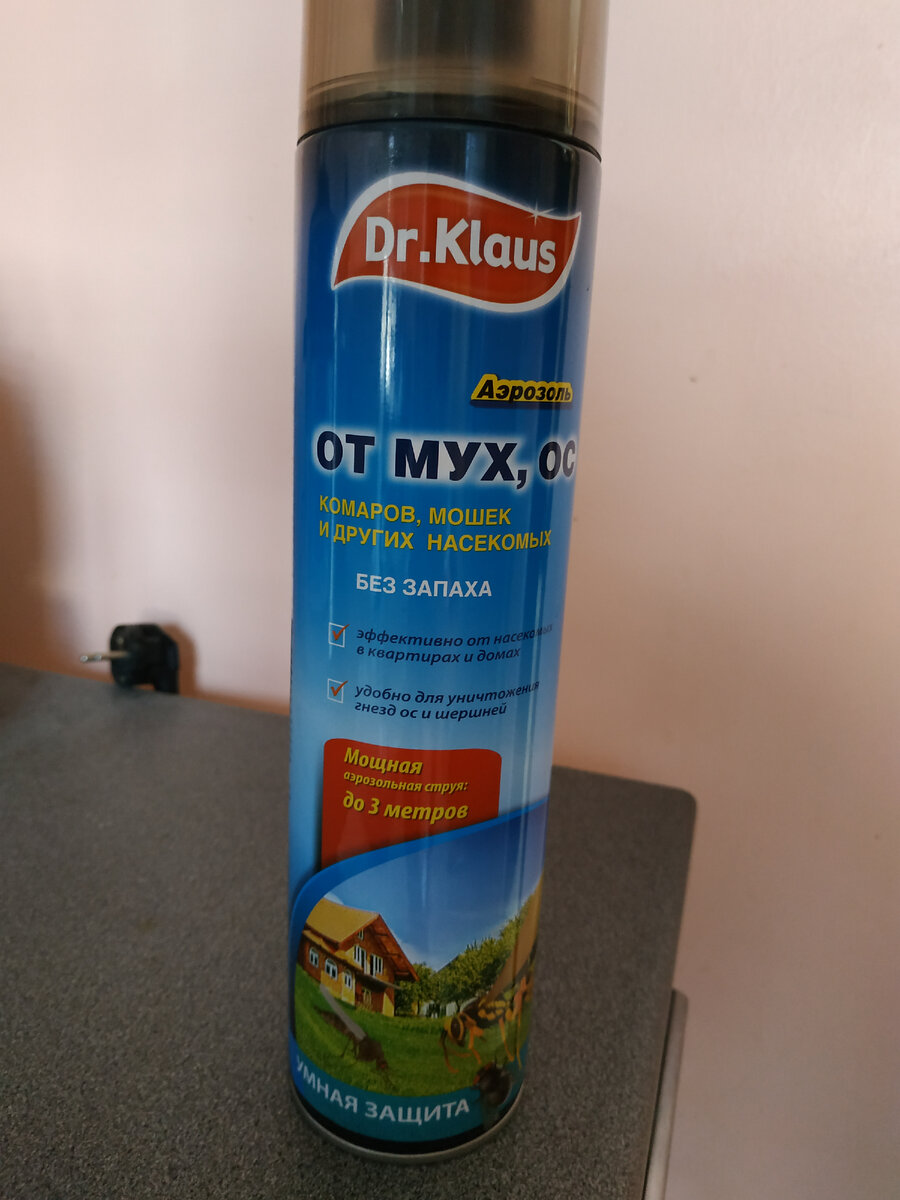 Dr.Klaus
Аэрозоль
ОТ МУХ, ОС
КОМАРОВ, МОШЕК
И ДРУГИХ НАСЕКОМЫХ
БЕЗ ЗАПАХА
эффективно от насекомых
в квартирах и домах
удобно для уничтожения
гнезд ос и шершней
Мощная
аэрозольная струя:
до 3 метров
УМНАЯ ЗАЩИТА